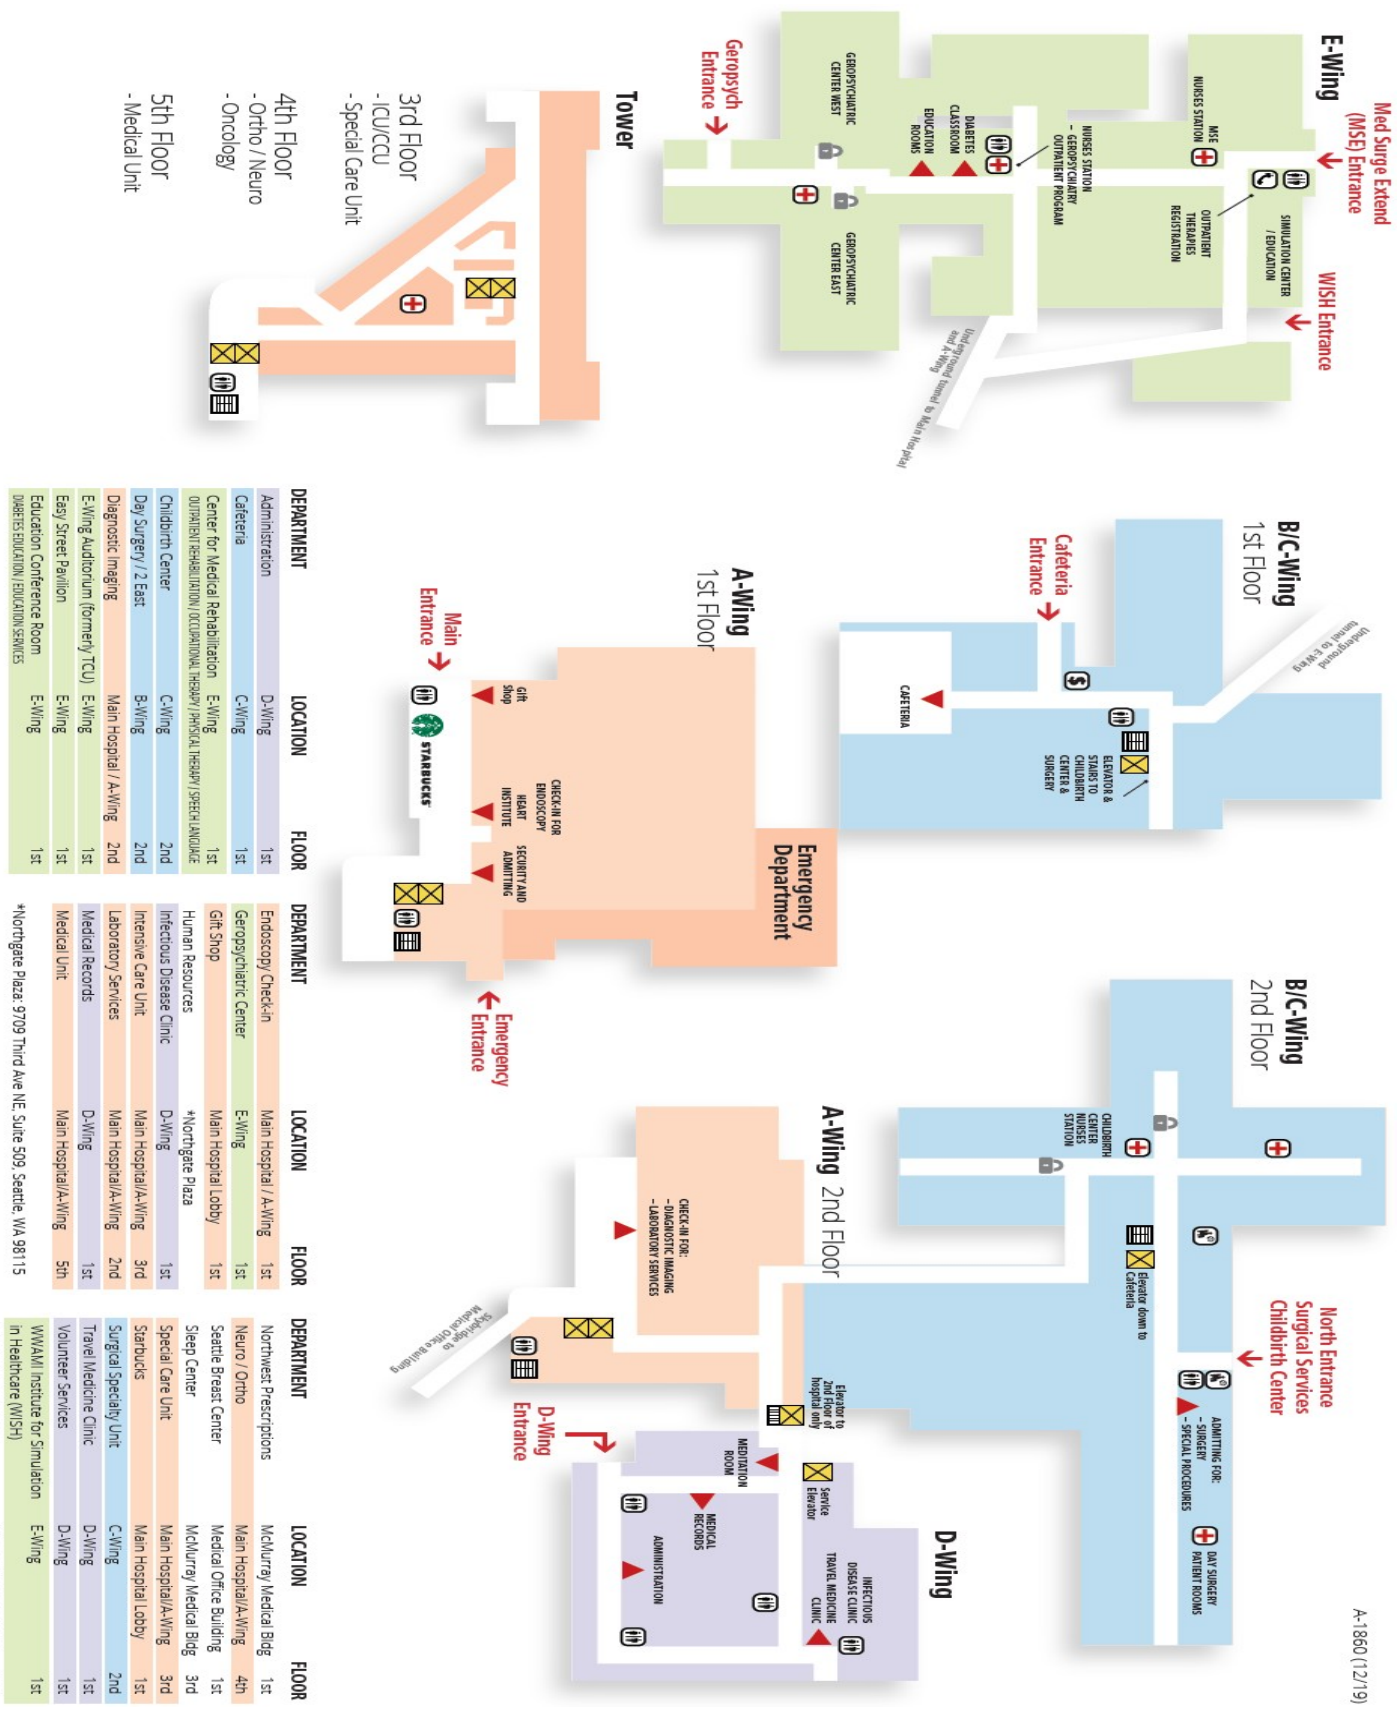 A-1860 (12/19)
E-Wing
Med Surge Extend
(MSE) Entrance
WISH Entrance
MSE
NURSES STATION
SIMULATION CENTER
/ EDUCATION
OUTPATIENT
THERAPIES
REGISTRATION
NURSES STATION
– GEROPSYCHIATRY
OUTPATIENT PROGRAM
DIABETES
CLASSROOM
EDUCATION
ROOMS
GEROPSYCHIATRIC
CENTER WEST
GEROPSYCHIATRIC
CENTER EAST
Geropsych
Entrance
Underground tunnel to Main Hospital
and A-Wing
B/C-Wing
1st Floor
Underground
tunnel to E-Wing
Cafeteria
Entrance
$
CAFETERIA
ELEVATOR &
STAIRS TO
CHILDBIRTH
CENTER &
SURGERY
B/C-Wing
2nd Floor
CHILDBIRTH
CENTER
NURSES
STATION
Elevator down to
Cafeteria
North Entrance
Surgical Services
Childbirth Center
ADMITTING FOR:
– SURGERY
– SPECIAL PROCEDURES
DAY SURGERY
PATIENT ROOMS
Tower
3rd Floor
- ICU/CCU
- Special Care Unit
4th Floor
- Ortho / Neuro
- Oncology
5th Floor
- Medical Unit
A-Wing
1st Floor
Emergency
Department
Main
Entrance
Gift
Shop
STARBUCKS
CHECK-IN FOR
ENDOSCOPY
HEART
INSTITUTE
SECURITY AND
ADMITTING
Emergency
Entrance
A-Wing 2nd Floor
CHECK-IN FOR:
– DIAGNOSTIC IMAGING
– LABORATORY SERVICES
Skybridge to
Medical Office Building
Elevator to
2nd Floor of
hospital only
D-Wing
D-Wing
Entrance
MEDITATION
ROOM
Service
Elevator
MEDICAL
RECORDS
ADMINISTRATION
INFECTIOUS
DISEASE CLINIC
TRAVEL MEDICINE
CLINIC
DEPARTMENT LOCATION FLOOR
Administration D-Wing 1st
Cafeteria C-Wing 1st
Center for Medical Rehabilitation E-Wing 1st
OUTPATIENT REHABILITATION / OCCUPATIONAL THERAPY / PHYSICAL THERAPY / SPEECH LANGUAGE
Childbirth Center C-Wing 2nd
Day Surgery / 2 East B-Wing 2nd
Diagnostic Imaging Main Hospital / A-Wing 2nd
E-Wing Auditorium (formerly TCU) E-Wing 1st
Easy Street Pavilion E-Wing 1st
Education Conference Room E-Wing 1st
DIABETES EDUCATION / EDUCATION SERVICES
DEPARTMENT LOCATION FLOOR
Endoscopy Check-in Main Hospital / A-Wing 1st
Geropsychiatric Center E-Wing 1st
Gift Shop Main Hospital Lobby 1st
Human Resources *Northgate Plaza
Infectious Disease Clinic D-Wing 1st
Intensive Care Unit Main Hospital/A-Wing 3rd
Laboratory Services Main Hospital/A-Wing 2nd
Medical Records D-Wing 1st
Medical Unit Main Hospital/A-Wing 5th
*Northgate Plaza: 9709 Third Ave NE, Suite 509, Seattle, WA 98115
DEPARTMENT LOCATION FLOOR
Northwest Prescriptions McMurray Medical Bldg 1st
Neuro / Ortho Main Hospital/A-Wing 4th
Seattle Breast Center Medical Office Building 1st
Sleep Center McMurray Medical Bldg 3rd
Special Care Unit Main Hospital/A-Wing 3rd
Starbucks Main Hospital Lobby 1st
Surgical Specialty Unit C-Wing 2nd
Travel Medicine Clinic D-Wing 1st
Volunteer Services D-Wing 1st
WWAMI Institute for Simulation E-Wing 1st
in Healthcare (WISH)